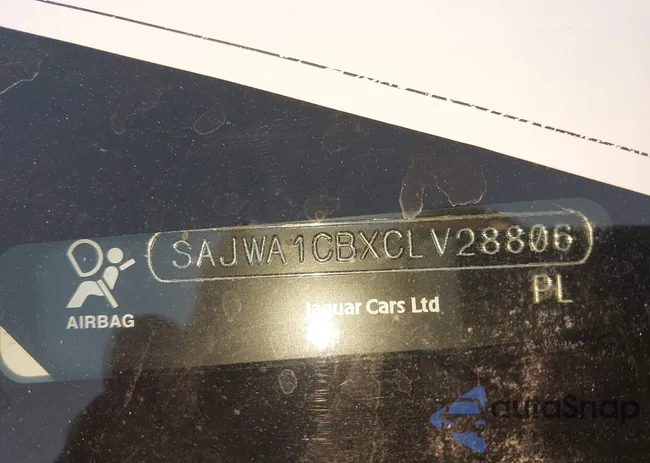 SAJWA1CBXCLV28806
PL
AIRBAG
Jaguar Cars Ltd
autoSnap